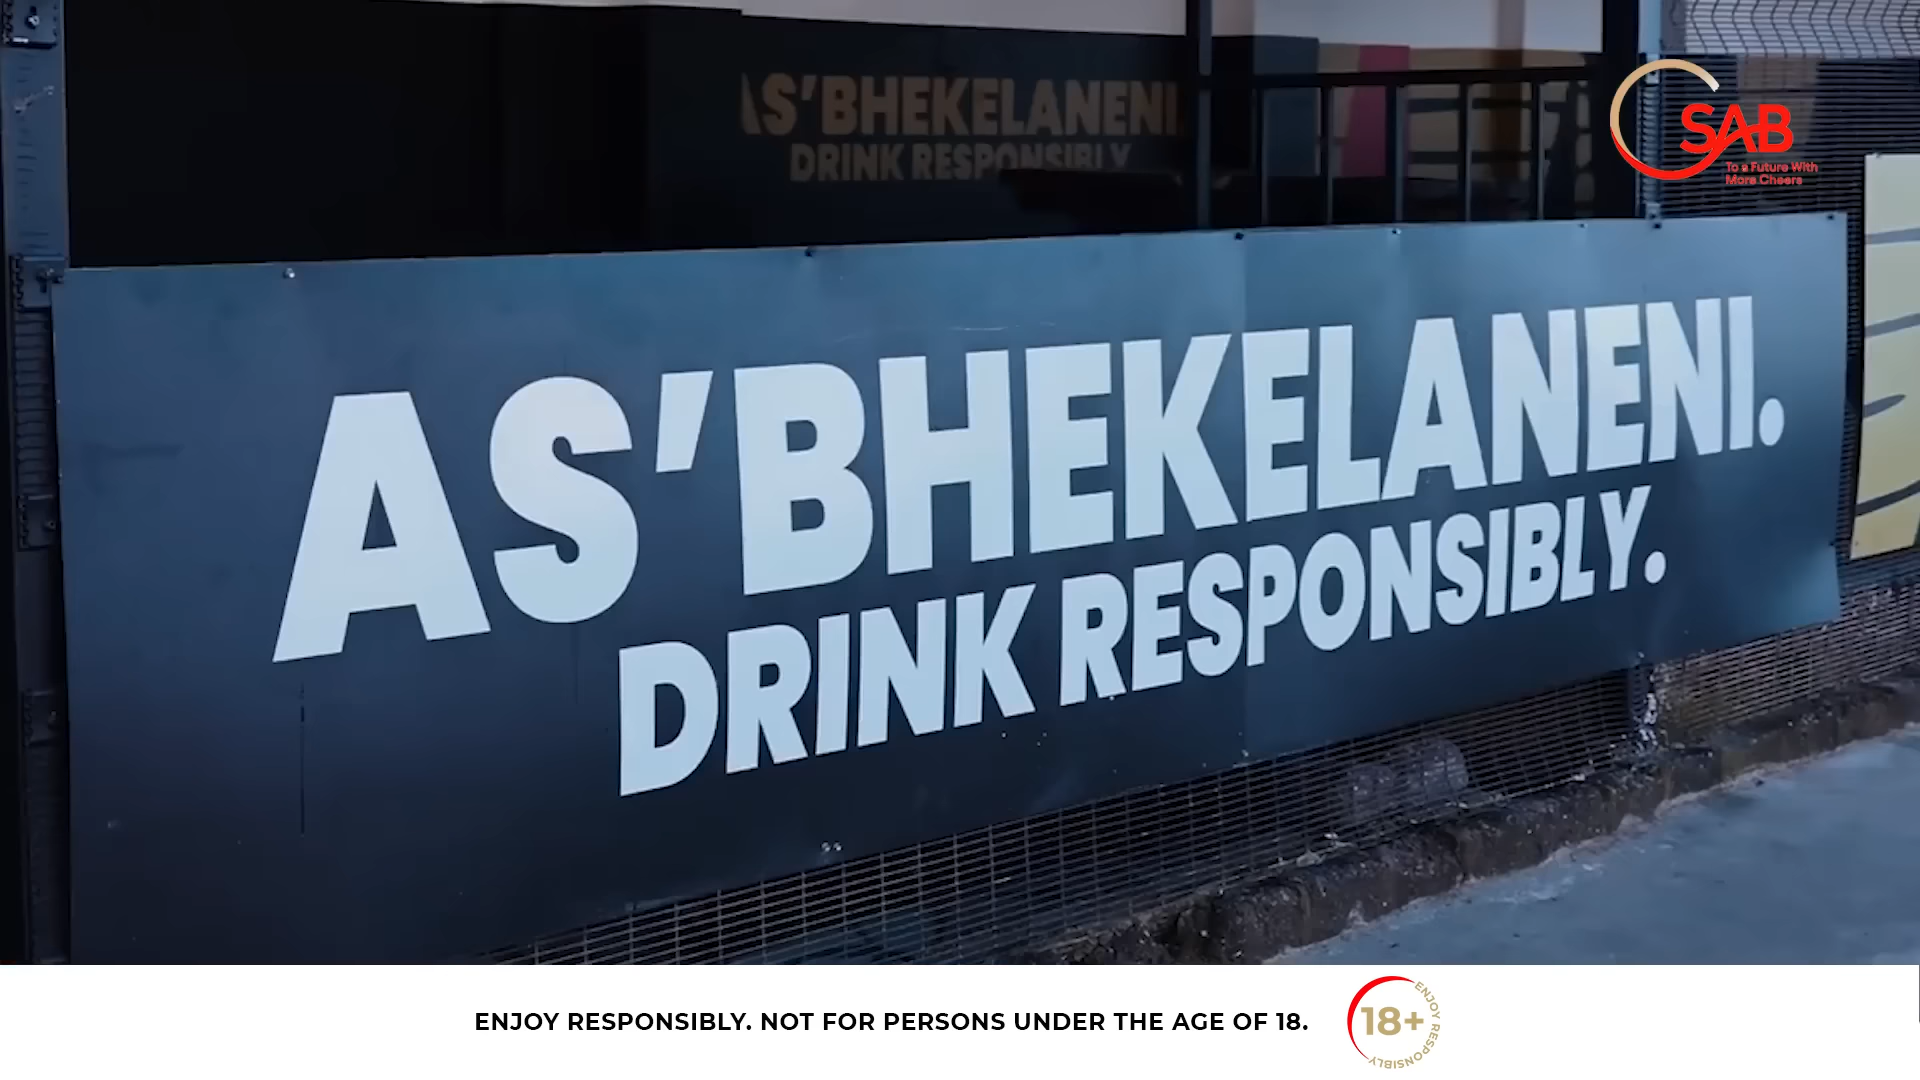 AS'BHEKELANENI.
DRINK RESPONSIBLY
SAB
To a Future With
More Cheers
AS'BHEKELANENI.
DRINK RESPONSIBLY.
ENJOY RESPONSIBLY. NOT FOR PERSONS UNDER THE AGE OF 18.
18+
ENJOY RESPONSIBLY